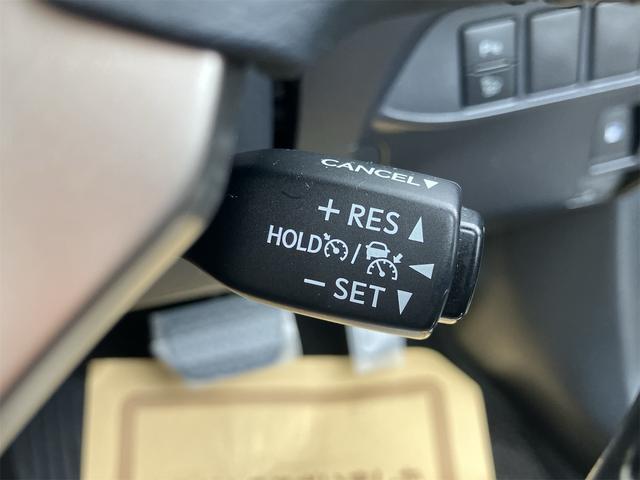 CANCEL▼
+ RES ▲
HOLD /
− SET ▼